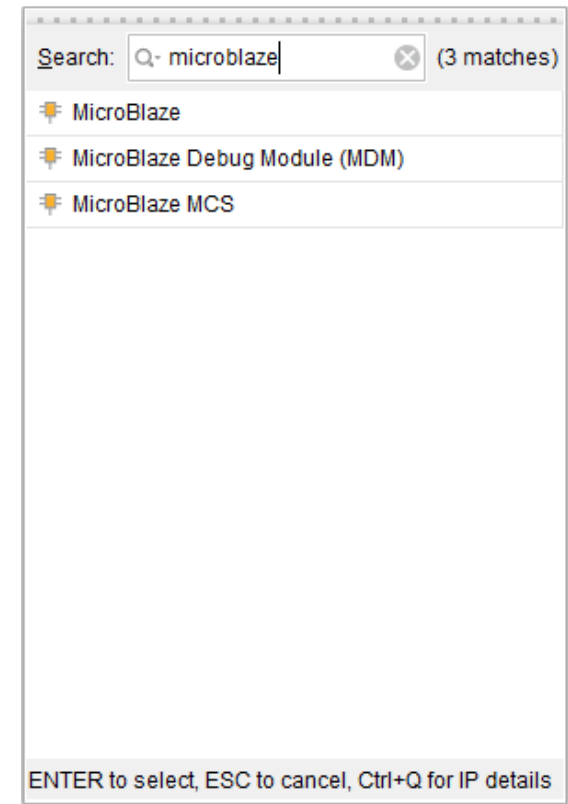 Search: microblaze (3 matches)
MicroBlaze
MicroBlaze Debug Module (MDM)
MicroBlaze MCS
ENTER to select, ESC to cancel, Ctrl+Q for IP details